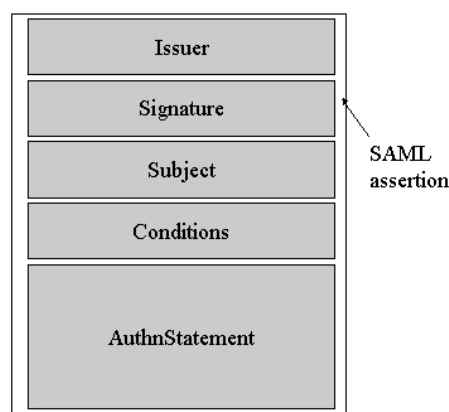 Issuer
Signature
SAML
assertion
Subject
Conditions
AuthnStatement